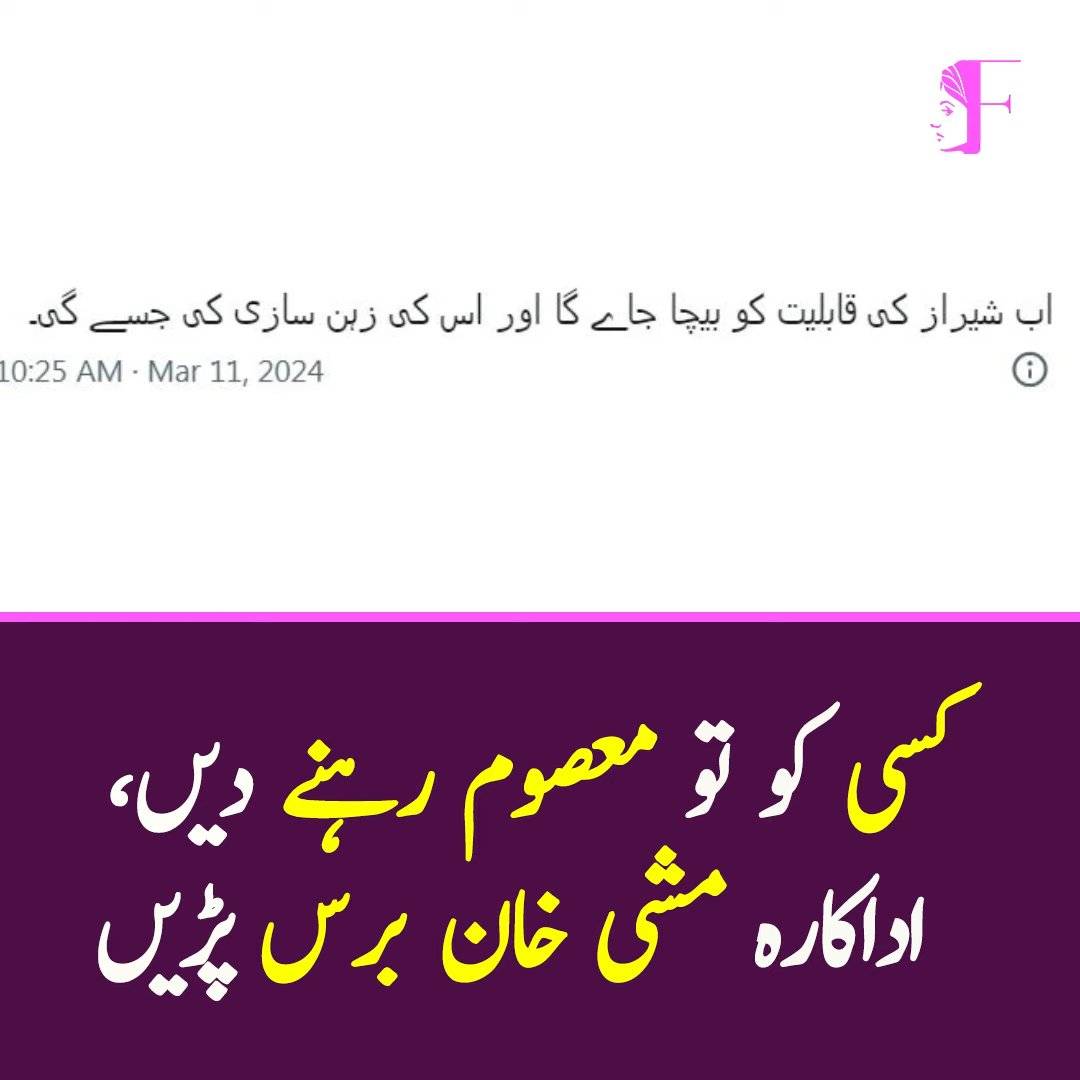 اب شیراز کی قابلیت کو بیچا جاے گا اور اس کی زہن سازی کی جسے گی۔
10:25 AM · Mar 11, 2024
کسی کو تو معصوم رہنے دیں،
اداکارہ مشی خان برس پڑیں